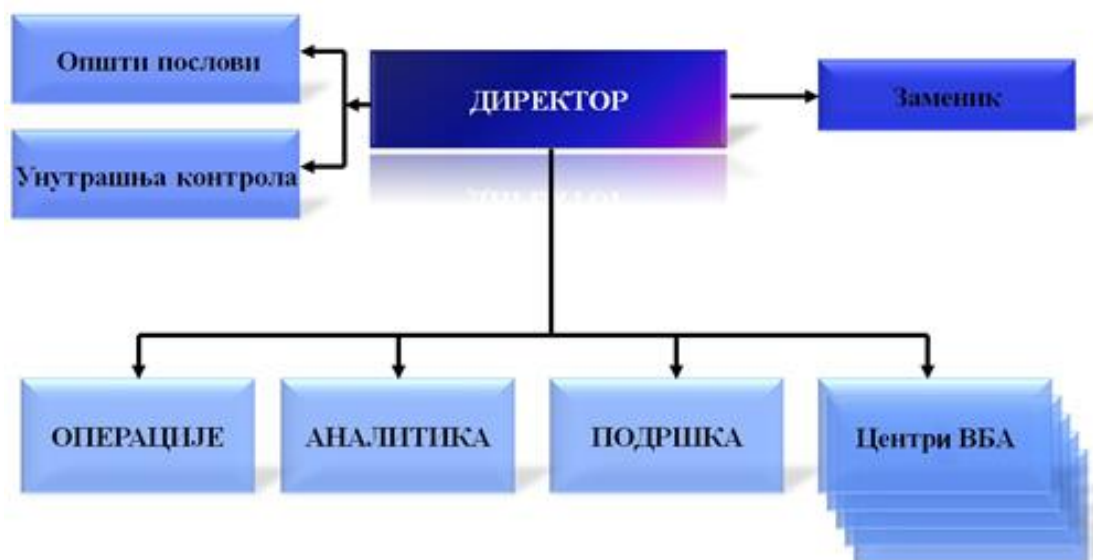 Општи послови
ДИРЕКТОР
Заменик
Унутрашња контрола
ОПЕРАЦИЈЕ
АНАЛИТИКА
ПОДРШКА
Центри ВБА